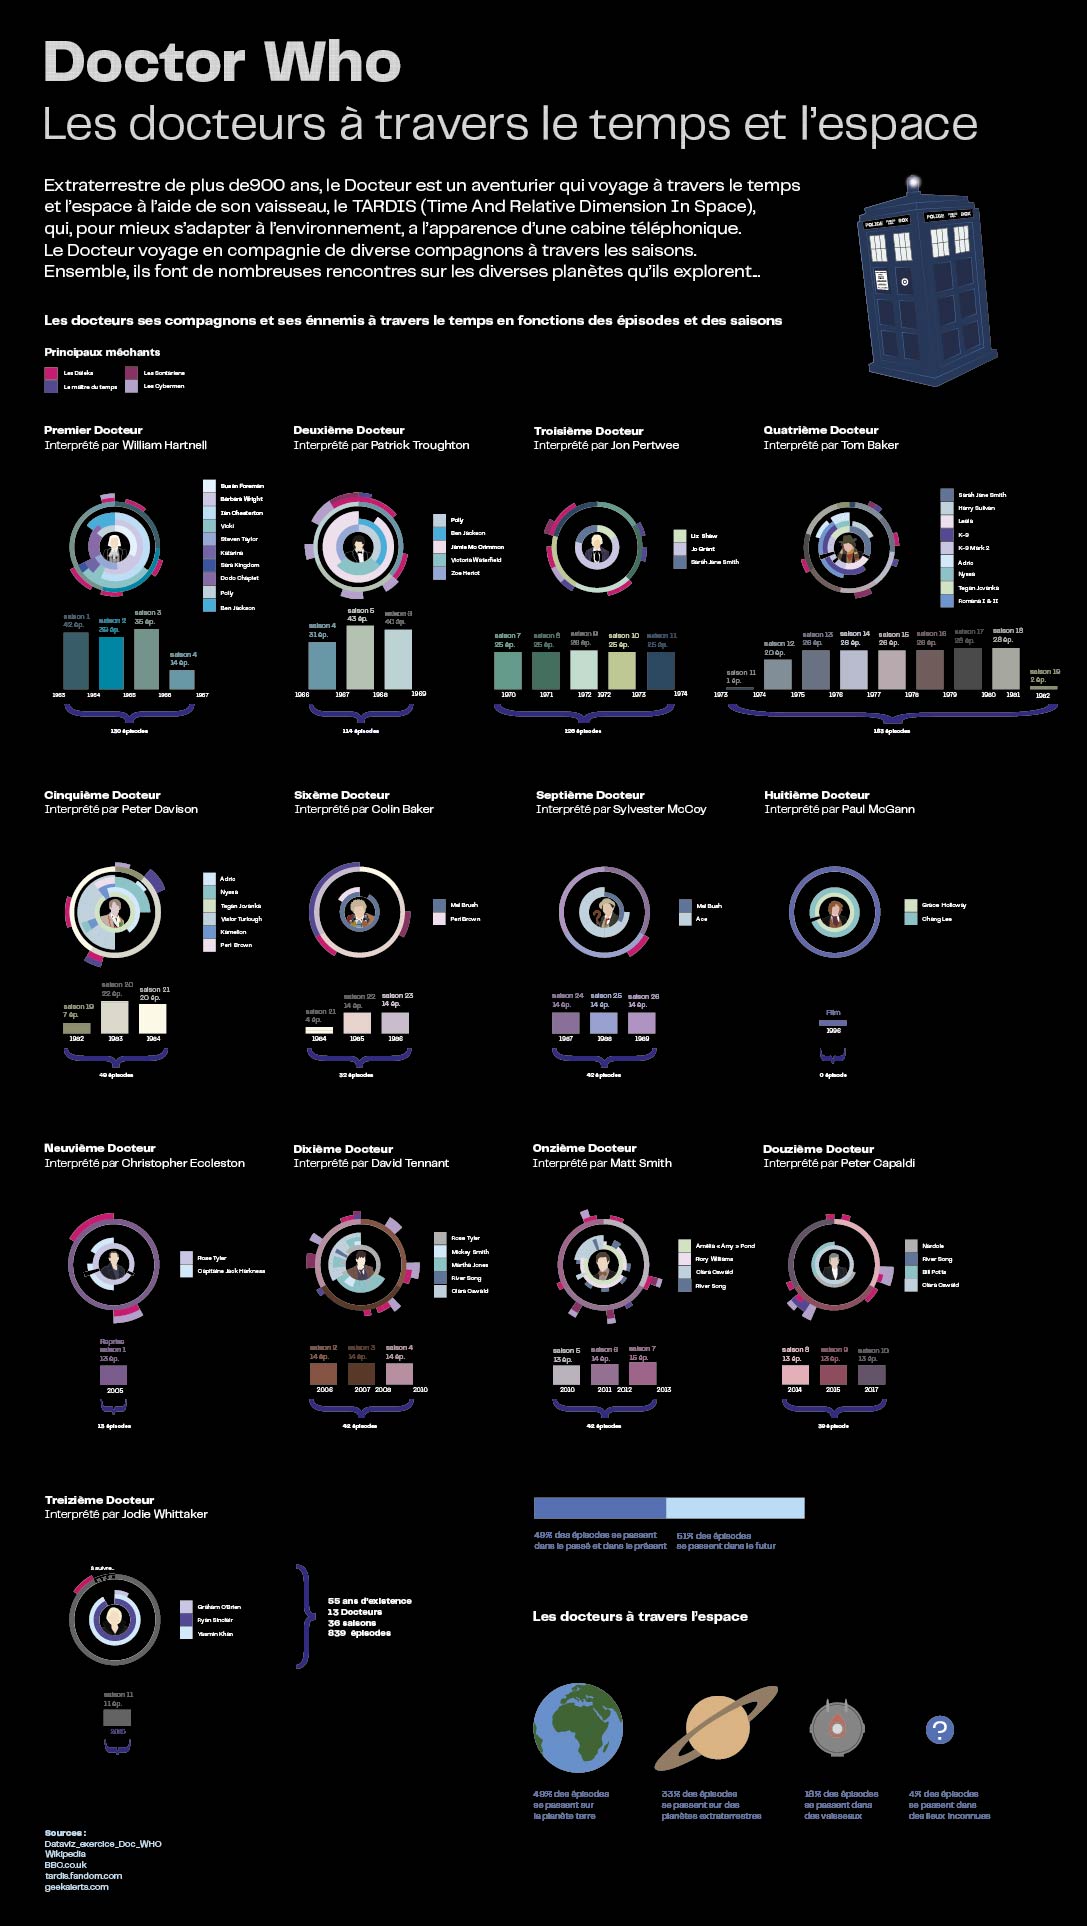 Doctor Who
Les docteurs à travers le temps et l'espace
Extraterrestre de plus de900 ans, le Docteur est un aventurier qui voyage à travers le temps
et l'espace à l'aide de son vaisseau, le TARDIS (Time And Relative Dimension In Space),
qui, pour mieux s'adapter à l'environnement, a l'apparence d'une cabine téléphonique.
Le Docteur voyage en compagnie de diverse compagnons à travers les saisons.
Ensemble, ils font de nombreuses rencontres sur les diverses planètes qu'ils explorent...
POLICE BOX
POLICE BOX
Les docteurs ses compagnons et ses énnemis à travers le temps en fonctions des épisodes et des saisons
Principaux méchants
Les Daleks
Les Sontariens
Le maître du temps
Les Cybermen
Premier Docteur
Interprété par William Hartnell
Susan Foreman
Barbara Wright
Ian Chesterton
Vicki
Steven Taylor
Katarina
Sara Kingdom
Dodo Chaplet
Polly
Ben Jackson
saison 1
42 ép.
saison 2
39 ép.
saison 3
35 ép.
saison 4
14 ép.
1963 1964 1965 1966 1967
130 épisodes
Deuxième Docteur
Interprété par Patrick Troughton
Polly
Ben Jackson
Jamie Mc Crimmon
Victoria Waterfield
Zoe Heriot
saison 4
31 ép.
saison 5
43 ép.
saison 6
40 ép.
1966 1967 1968 1969
114 épisodes
Troisième Docteur
Interprété par Jon Pertwee
Liz Shaw
Jo Grant
Sarah Jane Smith
saison 7
25 ép.
saison 8
25 ép.
saison 9
26 ép.
saison 10
25 ép.
saison 11
25 ép.
1970 1971 1972 1972 1973 1974
126 épisodes
Quatrième Docteur
Interprété par Tom Baker
Sarah Jane Smith
Harry Sullivan
Leela
K-9
K-9 Mark 2
Adric
Nyssa
Tegan Jovanka
Romana I & II
saison 11
1 ép.
saison 12
20 ép.
saison 13
26 ép.
saison 14
26 ép.
saison 15
26 ép.
saison 16
26 ép.
saison 17
26 ép.
saison 18
28 ép.
saison 19
2 ép.
1973 1974 1975 1976 1977 1978 1979 1980 1981 1982
183 épisodes
Cinquième Docteur
Interprété par Peter Davison
Adric
Nyssa
Tegan Jovanka
Vislor Turlough
Kamelion
Peri Brown
saison 19
7 ép.
saison 20
22 ép.
saison 21
20 ép.
1982 1983 1984
49 épisodes
Sixème Docteur
Interprété par Colin Baker
Mel Brush
Peri Brown
saison 21
4 ép.
saison 22
14 ép.
saison 23
14 ép.
1984 1985 1986
32 épisodes
Septième Docteur
Interprété par Sylvester McCoy
Mel Brush
Ace
saison 24
14 ép.
saison 25
14 ép.
saison 26
14 ép.
1987 1988 1989
42 épisodes
Huitième Docteur
Interprété par Paul McGann
Grace Holloway
Chang Lee
Film
1996
0 épisode
Neuvième Docteur
Interprété par Christopher Eccleston
Rose Tyler
Capitaine Jack Harkness
Reprise
saison 1
13 ép.
2005
13 épisodes
Dixième Docteur
Interprété par David Tennant
Rose Tyler
Mickey Smith
Martha Jones
River Song
Clara Oswald
saison 2
14 ép.
saison 3
14 ép.
saison 4
14 ép.
2006 2007 2008 2010
42 épisodes
Onzième Docteur
Interprété par Matt Smith
Amelia « Amy » Pond
Rory Williams
Clara Oswald
River Song
saison 5
13 ép.
saison 6
14 ép.
saison 7
15 ép.
2010 2011 2012 2013
42 épisodes
Douzième Docteur
Interprété par Peter Capaldi
Nardole
River Song
Bill Potts
Clara Oswald
saison 8
13 ép.
saison 9
13 ép.
saison 10
13 ép.
2014 2015 2017
39 épisodes
Treizième Docteur
Interprété par Jodie Whittaker
à suivre...
Graham O'Brien
Ryan Sinclair
Yasmin Khan
saison 11
11 ép.
55 ans d'existence
13 Docteurs
36 saisons
839 épisodes
49% des épisodes se passent
dans le passé et dans le présent
51% des épisodes
se passent dans le futur
Les docteurs à travers l'espace
?
49% des épisodes
se passent sur
la planète terre
33% des épisodes
se passent sur des
planètes extraterrestres
18% des épisodes
se passent dans
des vaisseaux
4% des épisodes
se passent dans
des lieux inconnues
Sources :
Dataviz_exercice_Doc_WHO
Wikipedia
BBC.co.uk
tardis.fandom.com
geekalerts.com